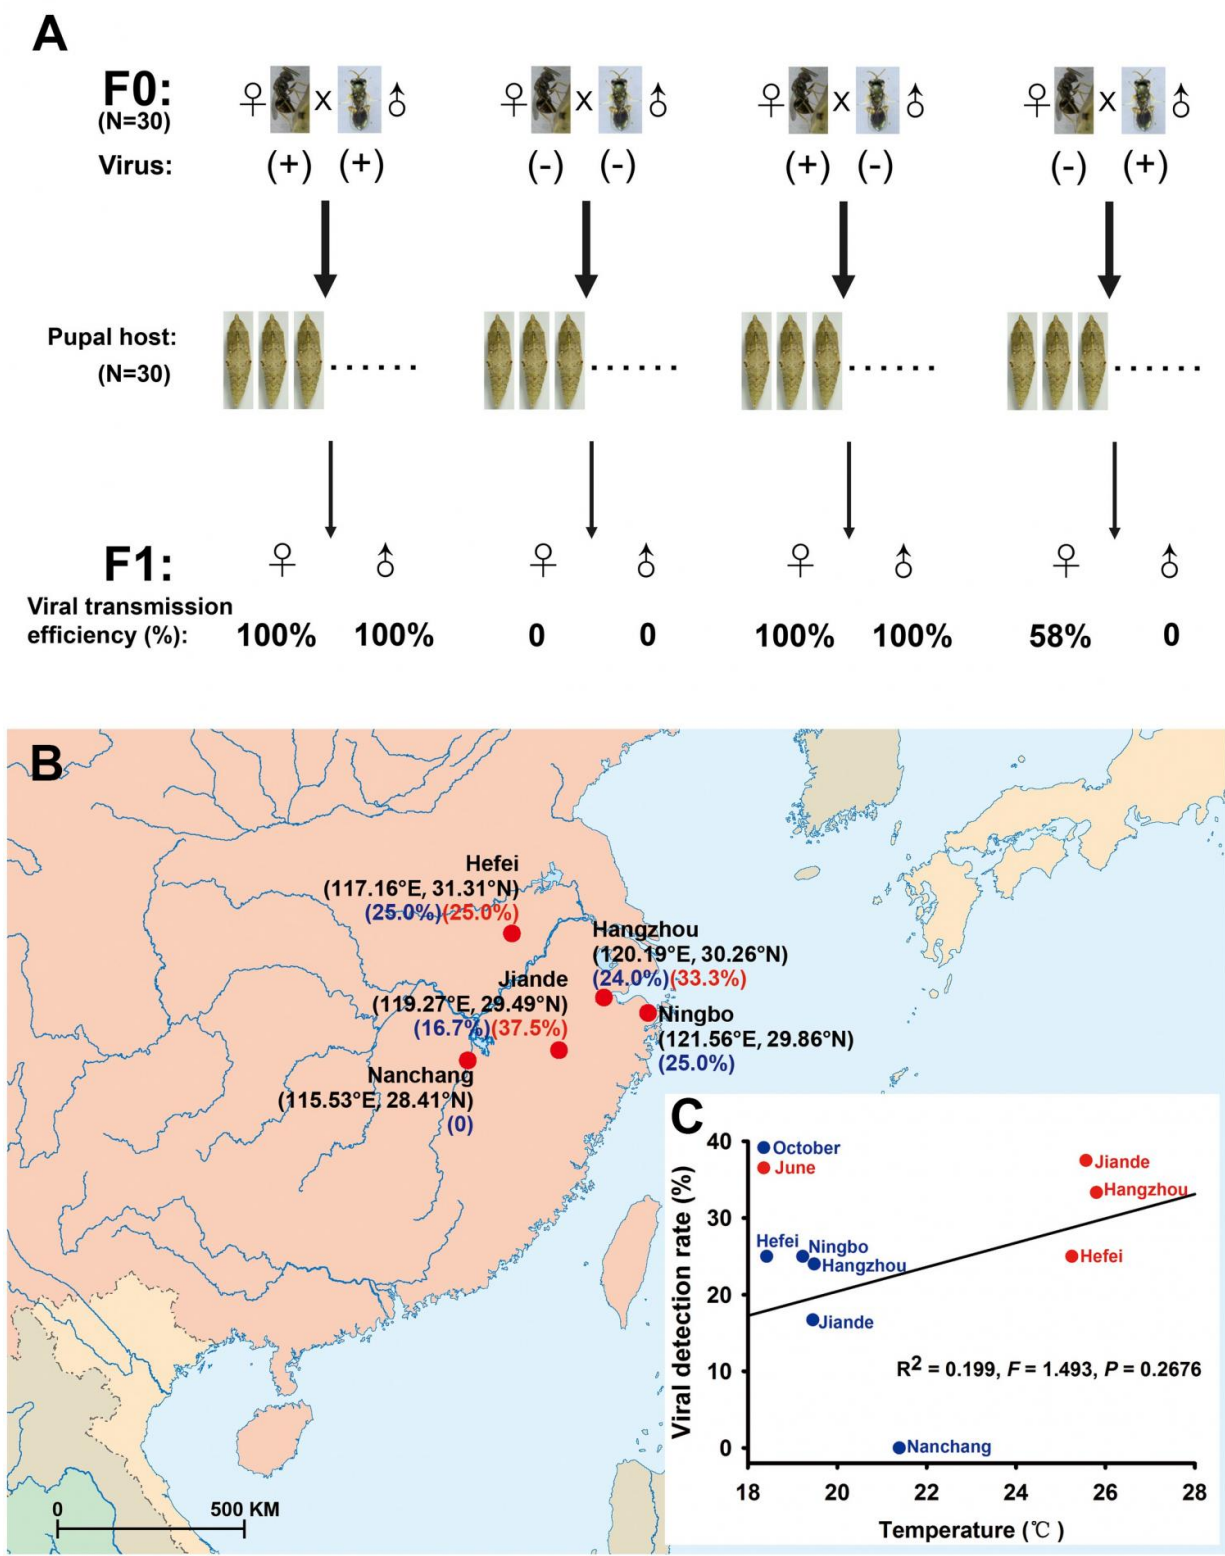 A
F0:
(N=30)
♀ x ♂ ♀ x ♂ ♀ x ♂ ♀ x ♂
Virus: (+) (+) (-) (-) (+) (-) (-) (+)
Pupal host:
(N=30)
F1: ♀ ♂ ♀ ♂ ♀ ♂ ♀ ♂
Viral transmission
efficiency (%): 100% 100% 0 0 100% 100% 58% 0
B
Hefei
(117.16°E, 31.31°N)
(25.0%)(25.0%)
Hangzhou
(120.19°E, 30.26°N)
(24.0%)(33.3%)
Jiande
(119.27°E, 29.49°N)
(16.7%)(37.5%)
Ningbo
(121.56°E, 29.86°N)
(25.0%)
Nanchang
(115.53°E, 28.41°N)
(0)
0 500 KM
C
Viral detection rate (%)
40
30
20
10
0
October
June
Jiande
Hangzhou
Hefei
Ningbo
Hangzhou
Hefei
Jiande
R2 = 0.199, F = 1.493, P = 0.2676
Nanchang
18 20 22 24 26 28
Temperature (℃ )